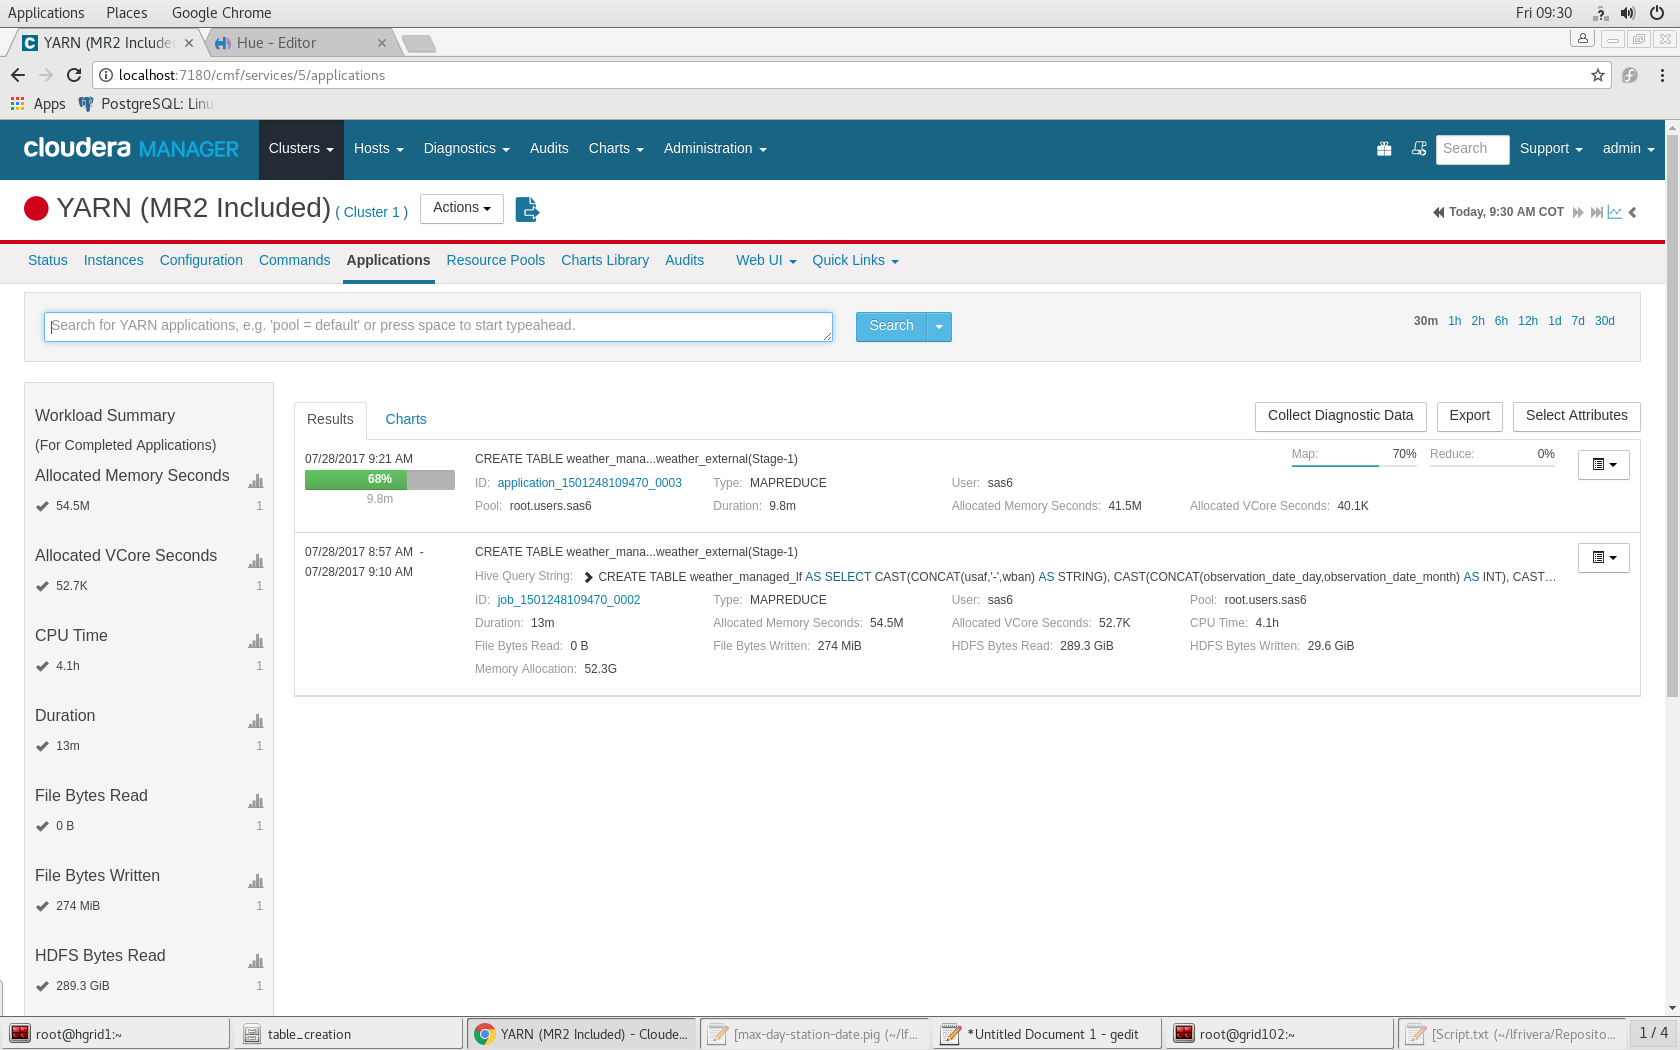 Applications Places Google Chrome Fri 09:30
YARN (MR2 Include Hue - Editor
localhost:7180/cmf/services/5/applications
Apps PostgreSQL: Linu
cloudera MANAGER Clusters Hosts Diagnostics Audits Charts Administration Search Support admin
YARN (MR2 Included) ( Cluster 1 ) Actions Today, 9:30 AM COT
Status Instances Configuration Commands Applications Resource Pools Charts Library Audits Web UI Quick Links
Search for YARN applications, e.g. 'pool = default' or press space to start typeahead. Search 30m 1h 2h 6h 12h 1d 7d 30d
Workload Summary
(For Completed Applications)
Allocated Memory Seconds
54.5M 1
Allocated VCore Seconds
52.7K 1
CPU Time
4.1h 1
Duration
13m 1
File Bytes Read
0 B 1
File Bytes Written
274 MiB 1
HDFS Bytes Read
289.3 GiB 1
Results Charts Collect Diagnostic Data Export Select Attributes
07/28/2017 9:21 AM CREATE TABLE weather_mana...weather_external(Stage-1) Map: 70% Reduce: 0%
68% ID: application_1501248109470_0003 Type: MAPREDUCE User: sas6
9.8m Pool: root.users.sas6 Duration: 9.8m Allocated Memory Seconds: 41.5M Allocated VCore Seconds: 40.1K
07/28/2017 8:57 AM - CREATE TABLE weather_mana...weather_external(Stage-1)
07/28/2017 9:10 AM Hive Query String: CREATE TABLE weather_managed_lf AS SELECT CAST(CONCAT(usaf,'-',wban) AS STRING), CAST(CONCAT(observation_date_day,observation_date_month) AS INT), CAST…
ID: job_1501248109470_0002 Type: MAPREDUCE User: sas6 Pool: root.users.sas6
Duration: 13m Allocated Memory Seconds: 54.5M Allocated VCore Seconds: 52.7K CPU Time: 4.1h
File Bytes Read: 0 B File Bytes Written: 274 MiB HDFS Bytes Read: 289.3 GiB HDFS Bytes Written: 29.6 GiB
Memory Allocation: 52.3G
root@hgrid1:~ table_creation YARN (MR2 Included) - Cloude... [max-day-station-date.pig (~/lf... *Untitled Document 1 - gedit root@grid102:~ [Script.txt (~/lfrivera/Reposito... 1 / 4